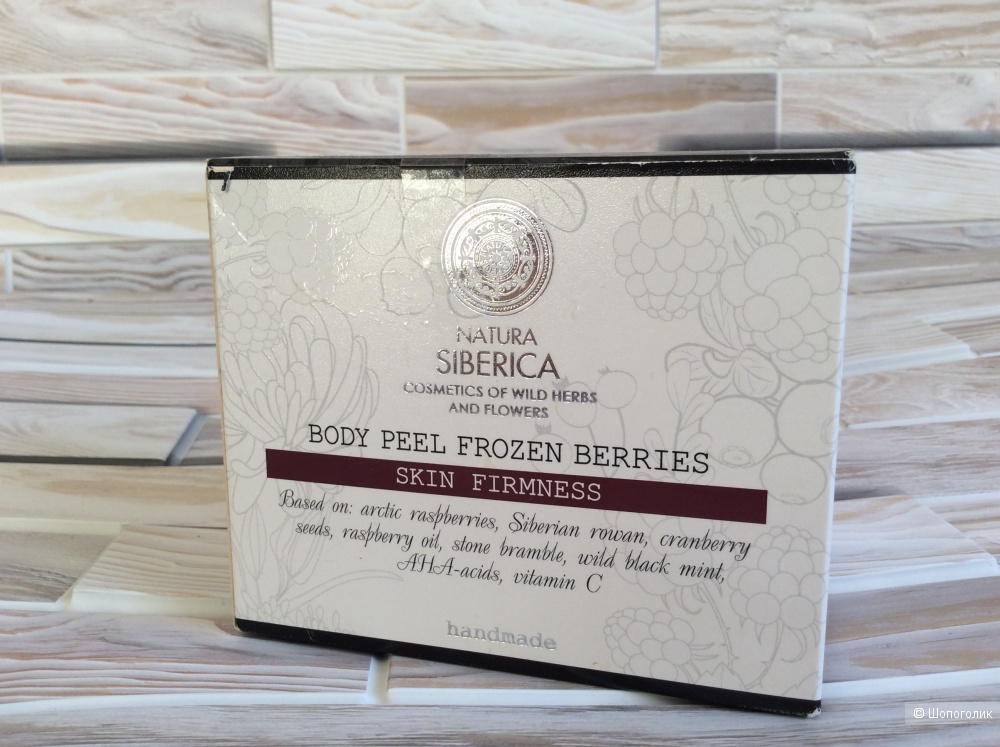 NATURA
SIBERICA
COSMETICS OF WILD HERBS
AND FLOWERS
BODY PEEL FROZEN BERRIES
SKIN FIRMNESS
Based on: arctic raspberries, Siberian rowan, cranberry
seeds, raspberry oil, stone bramble, wild black mint,
AHA-acids, vitamin C
handmade
© Шопоголик